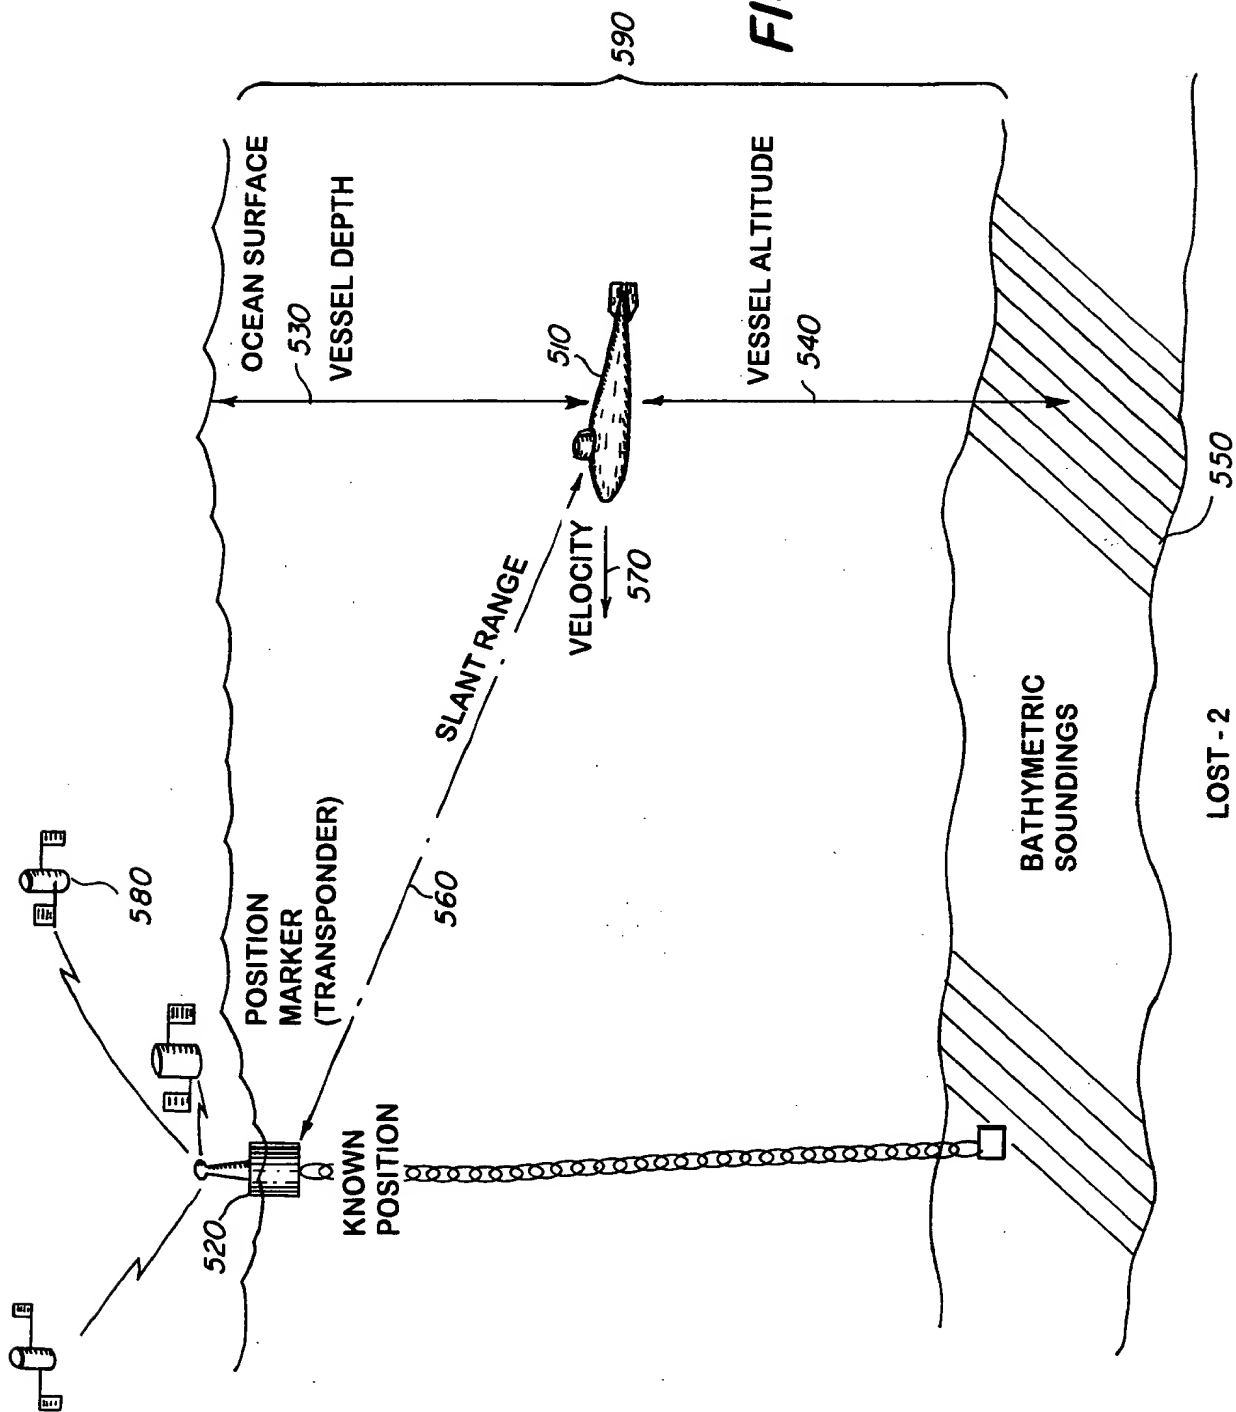 FI
580
POSITION
MARKER
(TRANSPONDER)
520
KNOWN
POSITION
560
SLANT RANGE
OCEAN SURFACE
530
VESSEL DEPTH
510
VELOCITY
570
VESSEL ALTITUDE
540
590
BATHYMETRIC
SOUNDINGS
550
LOST - 2